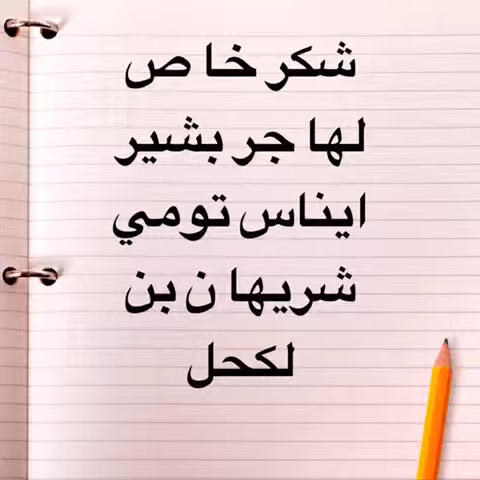 شكر خا ص
لها جر بشير
ايناس تومي
شريها ن بن
لكحل